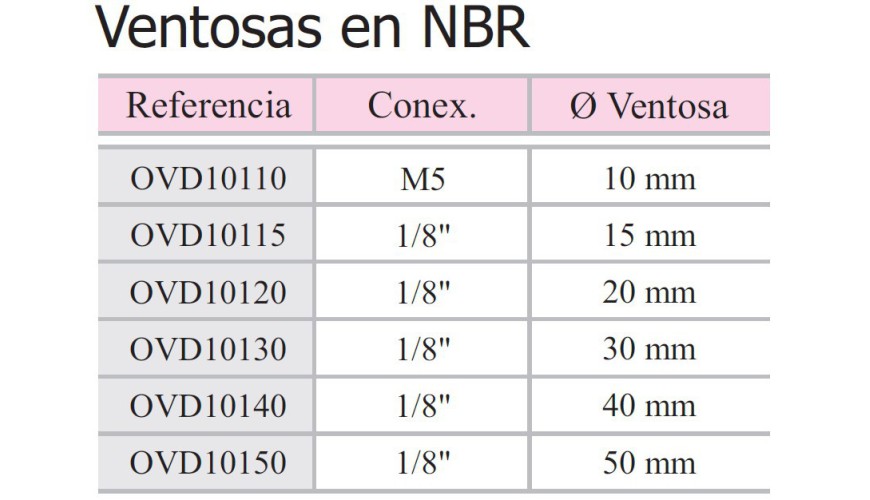 Ventosas en NBR
Referencia Conex. Ø Ventosa
OVD10110 M5 10 mm
OVD10115 1/8" 15 mm
OVD10120 1/8" 20 mm
OVD10130 1/8" 30 mm
OVD10140 1/8" 40 mm
OVD10150 1/8" 50 mm